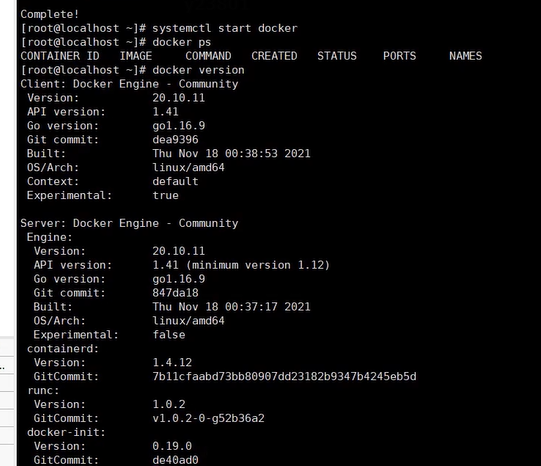 Complete!
[root@localhost ~]# systemctl start docker
[root@localhost ~]# docker ps
CONTAINER ID   IMAGE     COMMAND   CREATED   STATUS    PORTS     NAMES
[root@localhost ~]# docker version
Client: Docker Engine - Community
 Version:           20.10.11
 API version:       1.41
 Go version:        go1.16.9
 Git commit:        dea9396
 Built:             Thu Nov 18 00:38:53 2021
 OS/Arch:           linux/amd64
 Context:           default
 Experimental:      true

Server: Docker Engine - Community
 Engine:
  Version:          20.10.11
  API version:      1.41 (minimum version 1.12)
  Go version:       go1.16.9
  Git commit:       847da18
  Built:            Thu Nov 18 00:37:17 2021
  OS/Arch:          linux/amd64
  Experimental:     false
 containerd:
  Version:          1.4.12
  GitCommit:        7b11cfaabd73bb80907dd23182b9347b4245eb5d
 runc:
  Version:          1.0.2
  GitCommit:        v1.0.2-0-g52b36a2
 docker-init:
  Version:          0.19.0
  GitCommit:        de40ad0